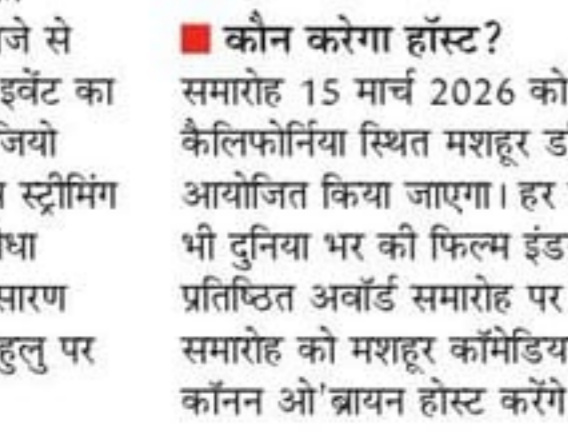 जे से
इवेंट का
जियो
स्ट्रीमिंग
धा
सारण
हुलु पर
कौन करेगा हॉस्ट?
समारोह 15 मार्च 2026 को
कैलिफोर्निया स्थित मशहूर
आयोजित किया जाएगा। हर
भी दुनिया भर की फिल्म इंड
प्रतिष्ठित अवॉर्ड समारोह पर
समारोह को मशहूर कॉमेडिय
कॉनन ओ'ब्रायन होस्ट करेंगे